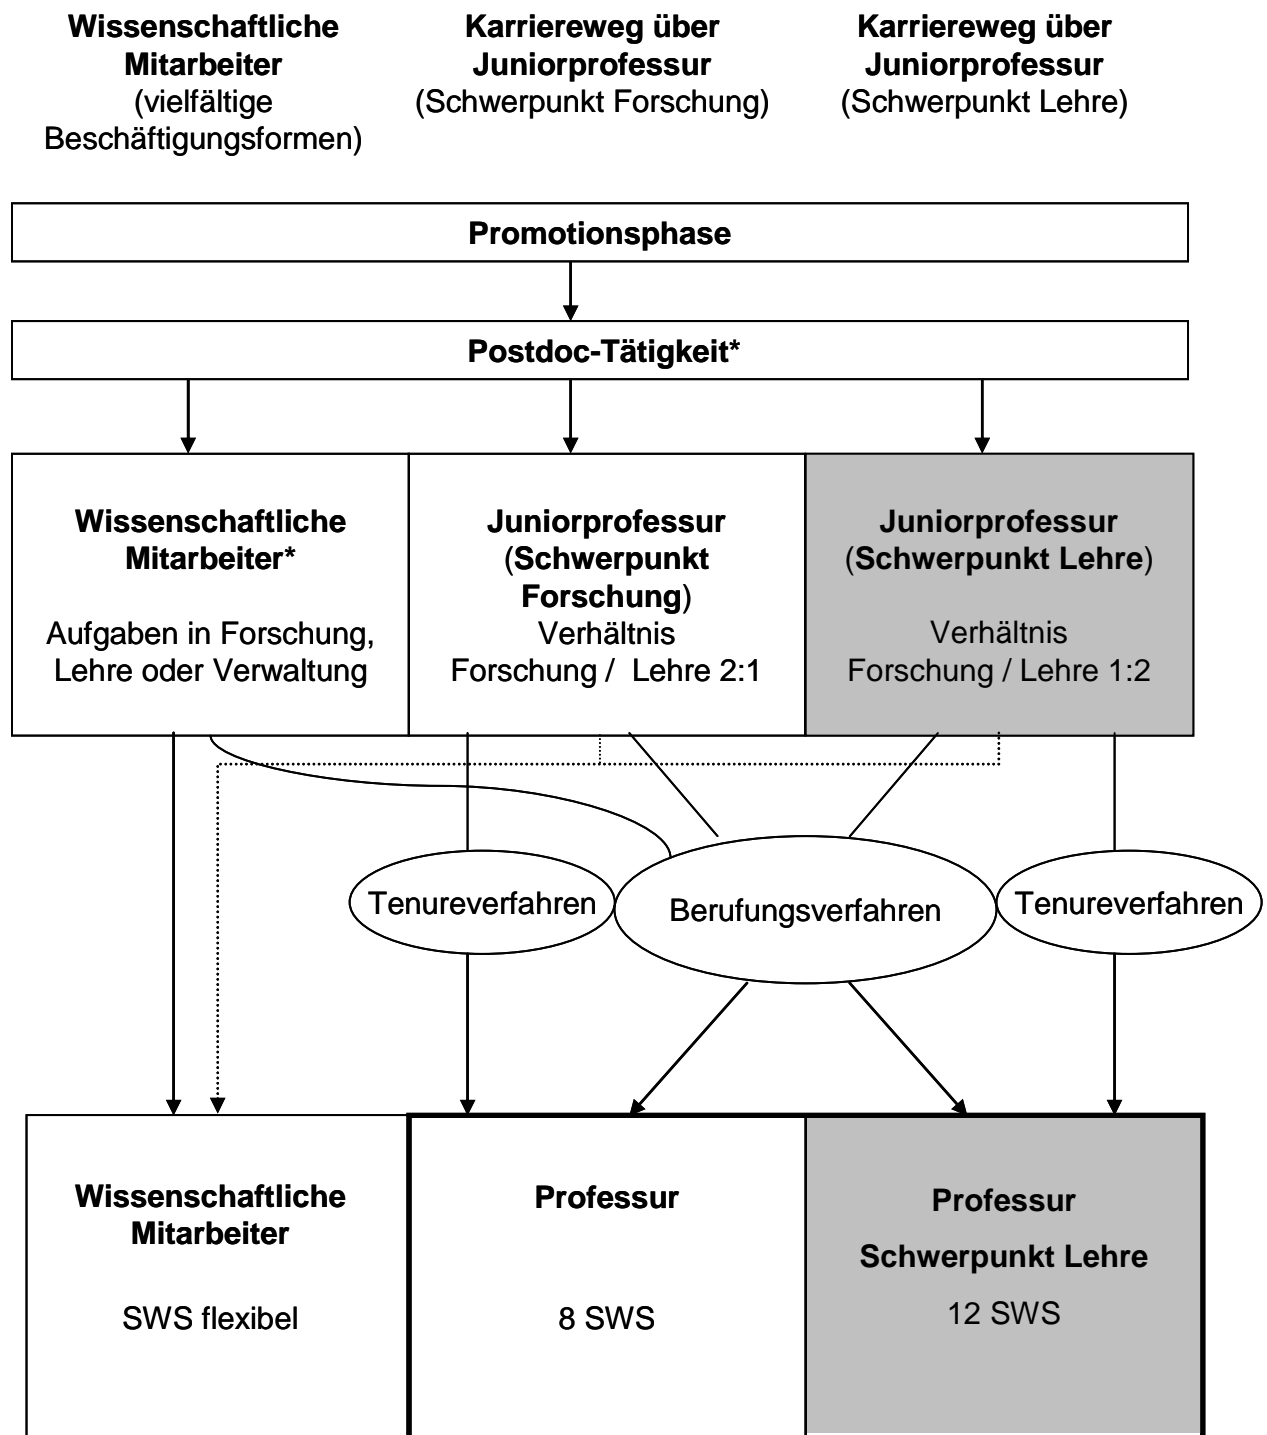 Wissenschaftliche
Mitarbeiter
(vielfältige
Beschäftigungsformen)
Karriereweg über
Juniorprofessur
(Schwerpunkt Forschung)
Karriereweg über
Juniorprofessur
(Schwerpunkt Lehre)
Promotionsphase
Postdoc-Tätigkeit*
Wissenschaftliche
Mitarbeiter*
Aufgaben in Forschung,
Lehre oder Verwaltung
Juniorprofessur
(Schwerpunkt
Forschung)
Verhältnis
Forschung / Lehre 2:1
Juniorprofessur
(Schwerpunkt Lehre)
Verhältnis
Forschung / Lehre 1:2
Tenureverfahren
Berufungsverfahren
Tenureverfahren
Wissenschaftliche
Mitarbeiter
SWS flexibel
Professur
8 SWS
Professur
Schwerpunkt Lehre
12 SWS